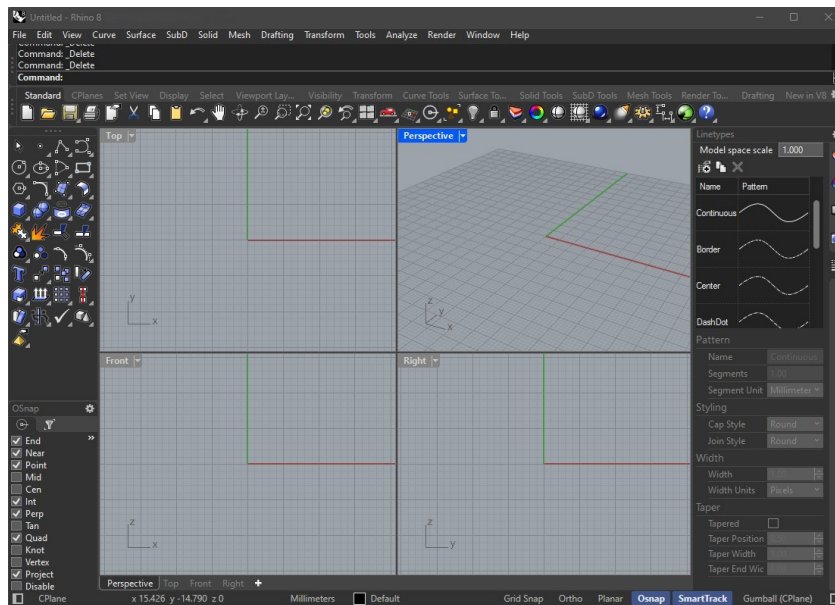 Untitled - Rhino 8
File Edit View Curve Surface SubD Solid Mesh Drafting Transform Tools Analyze Render Window Help
Command: _Delete
Command: _Delete
Command: _Delete
Command:
Standard CPlanes Set View Display Select Viewport Lay... Visibility Transform Curve Tools Surface To... Solid Tools SubD Tools Mesh Tools Render To... Drafting New in V8
Top
Perspective
Linetypes
Model space scale 1.000
Name Pattern
Continuous
Border
Center
DashDot
y
x
z
y
x
Front
Right
z
x
z
y
Pattern
Name Continuous
Segments 1.00
Segment Unit Millimeter
Styling
Cap Style Round
Join Style Round
Width
Width
Width Units Pixels
Taper
Tapered
Taper Position
Taper Width
Taper End Wic
OSnap
End
Near
Point
Mid
Cen
Int
Perp
Tan
Quad
Knot
Vertex
Project
Disable
Perspective Top Front Right
CPlane x 15.426 y -14.790 z 0 Millimeters Default Grid Snap Ortho Planar Osnap SmartTrack Gumball (CPlane)